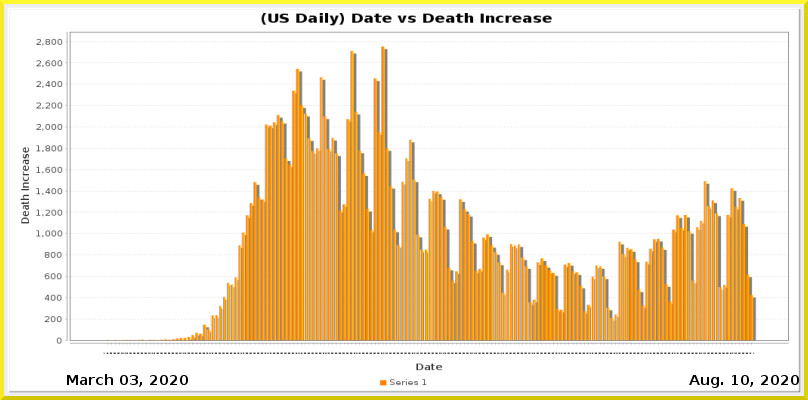 (US Daily) Date vs Death Increase
2,800
2,600
2,400
2,200
2,000
1,800
1,600
1,400
1,200
1,000
800
600
400
200
0
Death Increase
Date
March 03, 2020
Series 1
Aug. 10, 2020